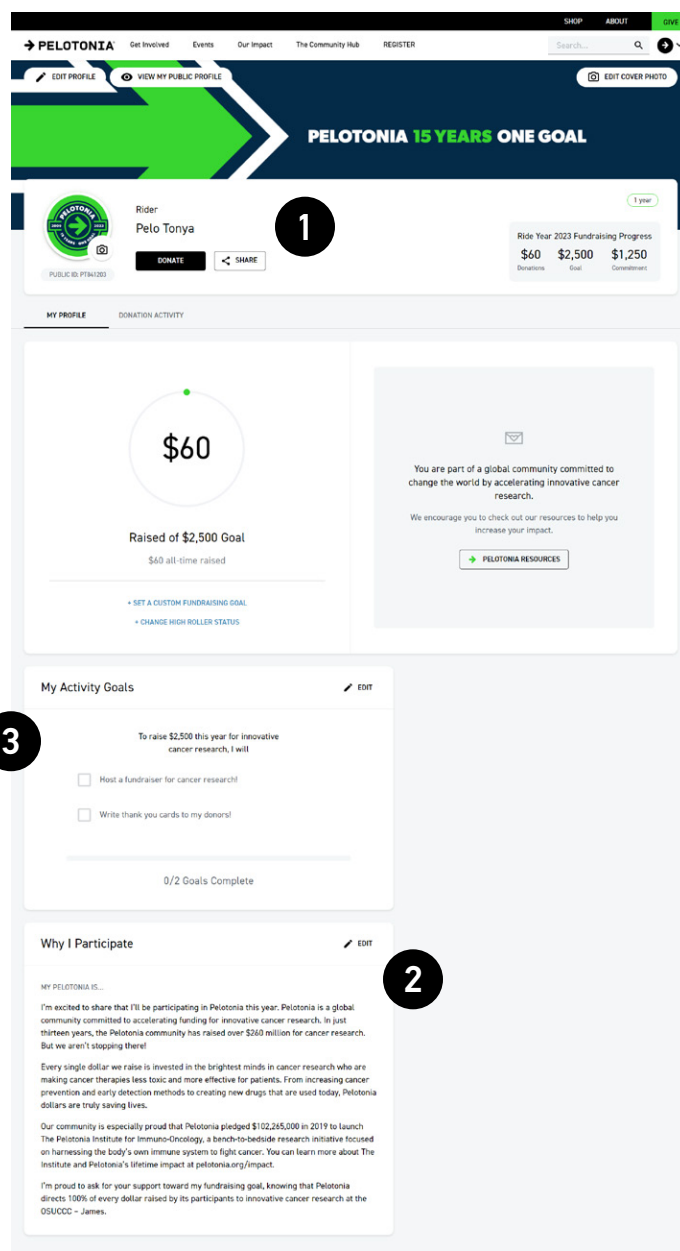 SHOP ABOUT GIVE
PELOTONIA Get Involved Events Our Impact The Community Hub REGISTER Search...
EDIT PROFILE VIEW MY PUBLIC PROFILE EDIT COVER PHOTO
PELOTONIA 15 YEARS ONE GOAL
1 year
Rider
Pelo Tonya
1
DONATE SHARE
PUBLIC ID: PT841203
Ride Year 2023 Fundraising Progress
$60 $2,500 $1,250
Donations Goal Commitment
MY PROFILE DONATION ACTIVITY
$60
Raised of $2,500 Goal
$60 all-time raised
+ SET A CUSTOM FUNDRAISING GOAL
+ CHANGE HIGH ROLLER STATUS
You are part of a global community committed to
change the world by accelerating innovative cancer
research.
We encourage you to check out our resources to help you
increase your impact.
PELOTONIA RESOURCES
My Activity Goals EDIT
3
To raise $2,500 this year for innovative
cancer research, I will
Host a fundraiser for cancer research!
Write thank you cards to my donors!
0/2 Goals Complete
Why I Participate EDIT
2
MY PELOTONIA IS...
I'm excited to share that I'll be participating in Pelotonia this year. Pelotonia is a global
community committed to accelerating funding for innovative cancer research. In just
thirteen years, the Pelotonia community has raised over $260 million for cancer research.
But we aren't stopping there!
Every single dollar we raise is invested in the brightest minds in cancer research who are
making cancer therapies less toxic and more effective for patients. From increasing cancer
prevention and early detection methods to creating new drugs that are used today, Pelotonia
dollars are truly saving lives.
Our community is especially proud that Pelotonia pledged $102,265,000 in 2019 to launch
The Pelotonia Institute for Immuno-Oncology, a bench-to-bedside research initiative focused
on harnessing the body's own immune system to fight cancer. You can learn more about The
Institute and Pelotonia's lifetime impact at pelotonia.org/impact.
I'm proud to ask for your support toward my fundraising goal, knowing that Pelotonia
directs 100% of every dollar raised by its participants to innovative cancer research at the
OSUCCC – James.